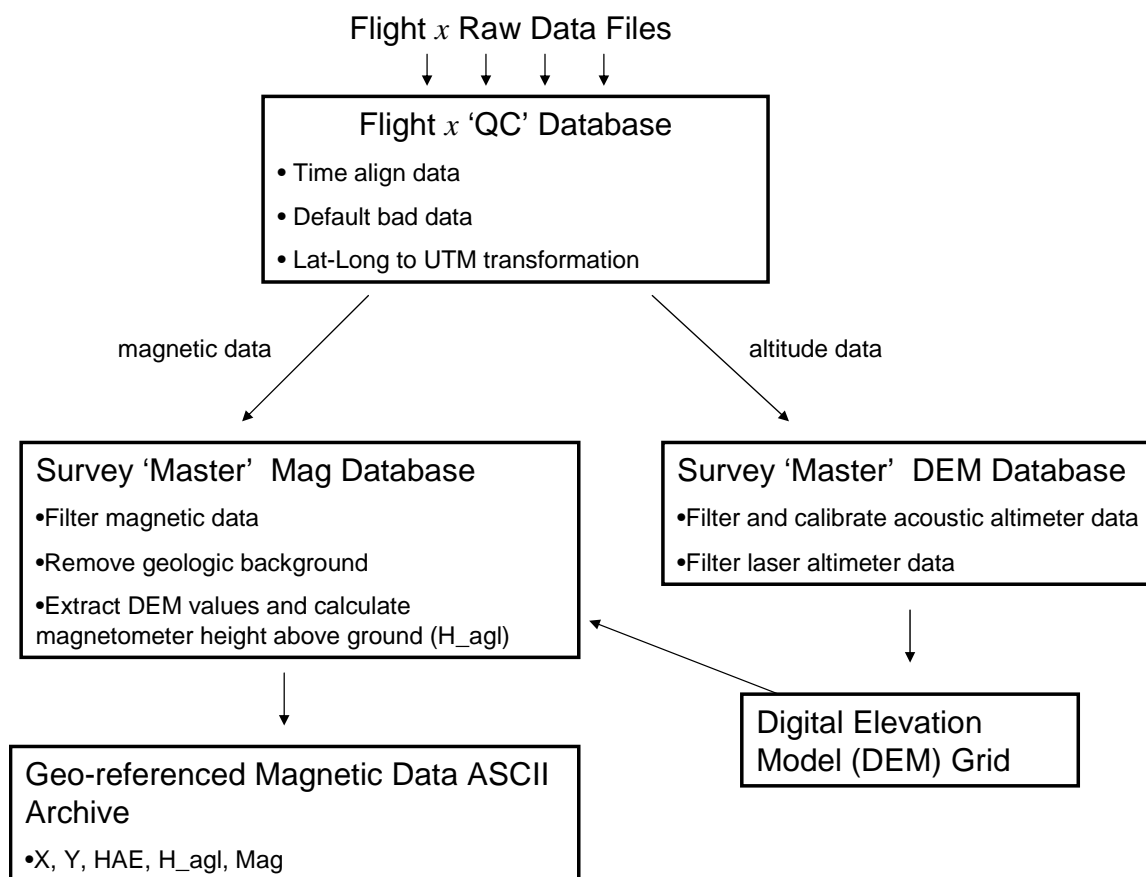 Flight x Raw Data Files
Flight x ‘QC’ Database
• Time align data
• Default bad data
• Lat-Long to UTM transformation
magnetic data
altitude data
Survey ‘Master’  Mag Database
•Filter magnetic data
•Remove geologic background
•Extract DEM values and calculate
magnetometer height above ground (H_agl)
Survey ‘Master’  DEM Database
•Filter and calibrate acoustic altimeter data
•Filter laser altimeter data
Digital Elevation
Model (DEM) Grid
Geo-referenced Magnetic Data ASCII
Archive
•X, Y, HAE, H_agl, Mag